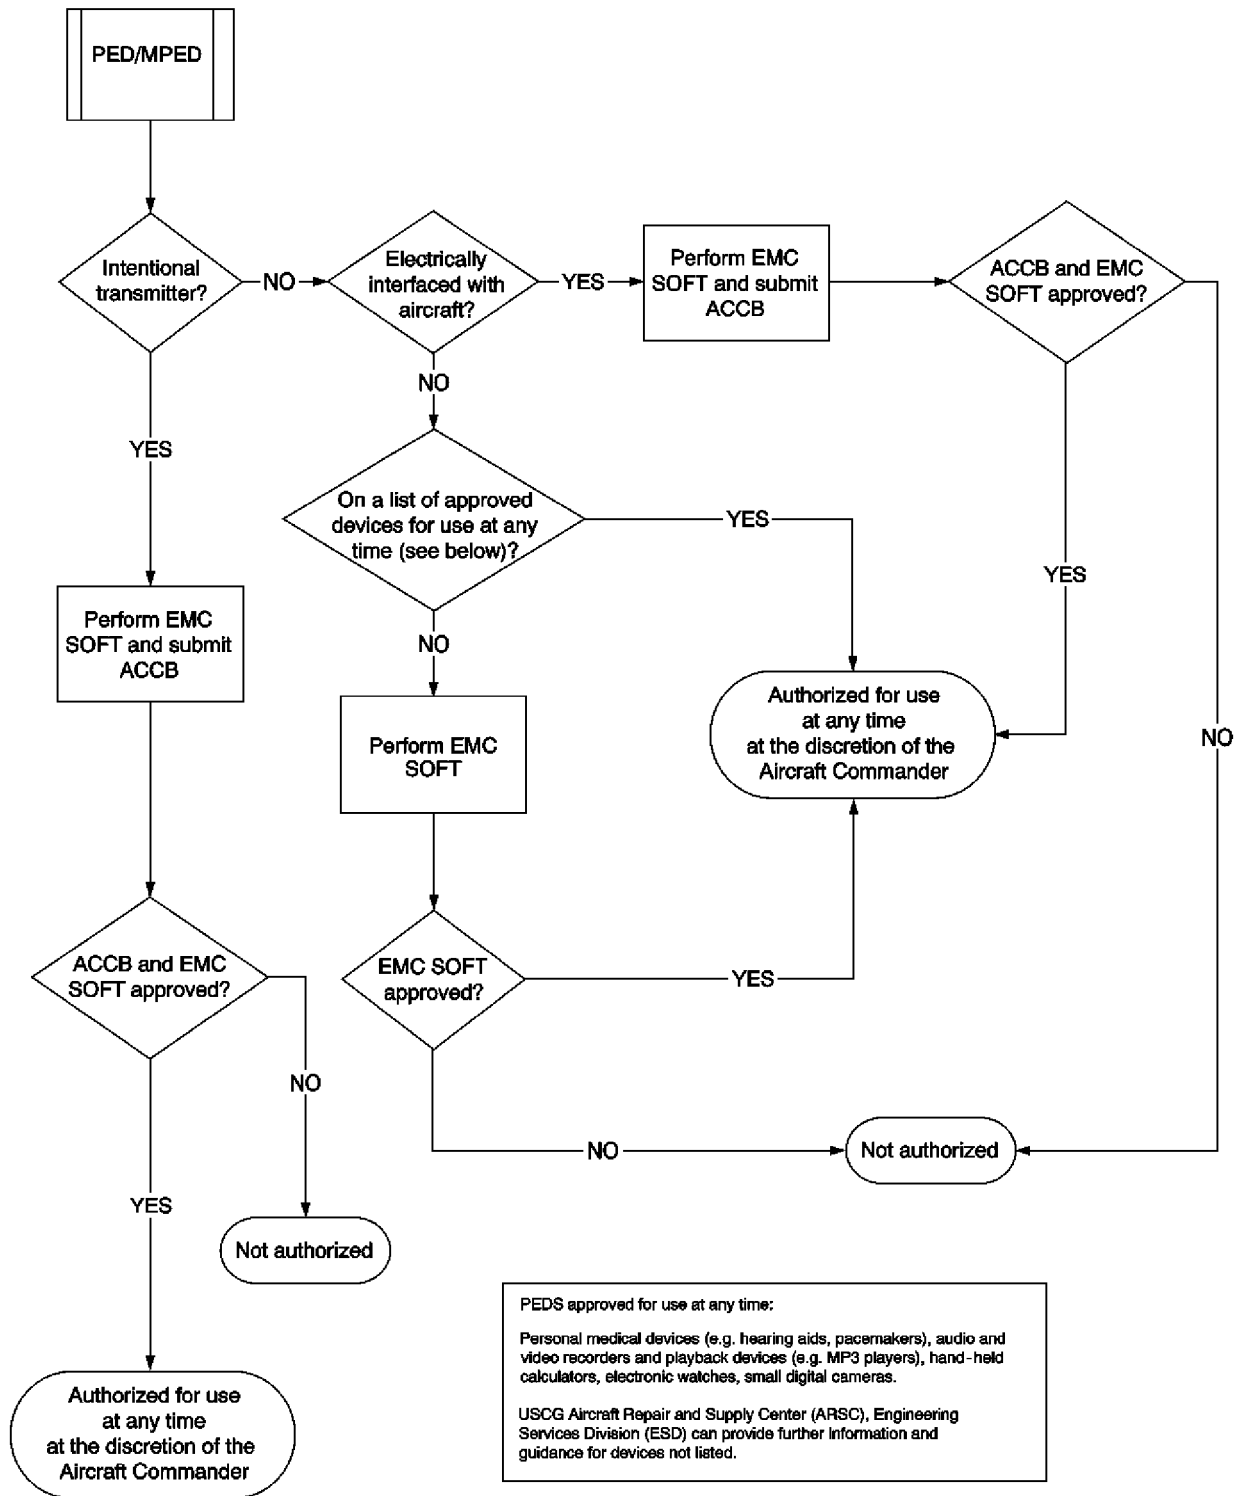 PED/MPED
Intentional
transmitter?
NO
Electrically
interfaced with
aircraft?
YES
Perform EMC
SOFT and submit
ACCB
ACCB and EMC
SOFT approved?
NO
YES
On a list of approved
devices for use at any
time (see below)?
YES
YES
Perform EMC
SOFT and submit
ACCB
NO
Authorized for use
at any time
at the discretion of the
Aircraft Commander
NO
Perform EMC
SOFT
ACCB and EMC
SOFT approved?
EMC SOFT
approved?
YES
NO
NO
Not authorized
YES
Not authorized
Authorized for use
at any time
at the discretion of the
Aircraft Commander
PEDS approved for use at any time:
Personal medical devices (e.g. hearing aids, pacemakers), audio and
video recorders and playback devices (e.g. MP3 players), hand-held
calculators, electronic watches, small digital cameras.
USCG Aircraft Repair and Supply Center (ARSC), Engineering
Services Division (ESD) can provide further information and
guidance for devices not listed.